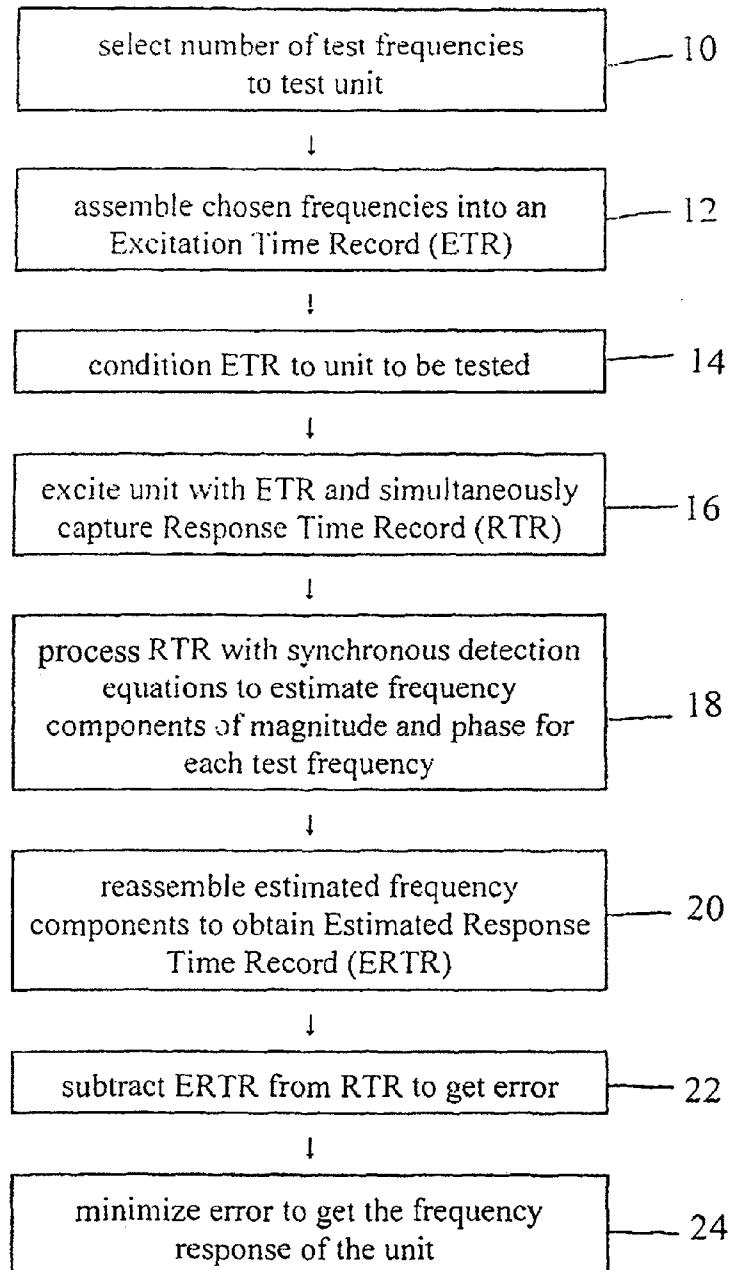 select number of test frequencies
to test unit
10
↓
assemble chosen frequencies into an
Excitation Time Record (ETR)
12
↓
condition ETR to unit to be tested
14
↓
excite unit with ETR and simultaneously
capture Response Time Record (RTR)
16
↓
process RTR with synchronous detection
equations to estimate frequency
components of magnitude and phase for
each test frequency
18
↓
reassemble estimated frequency
components to obtain Estimated Response
Time Record (ERTR)
20
↓
subtract ERTR from RTR to get error
22
↓
minimize error to get the frequency
response of the unit
24